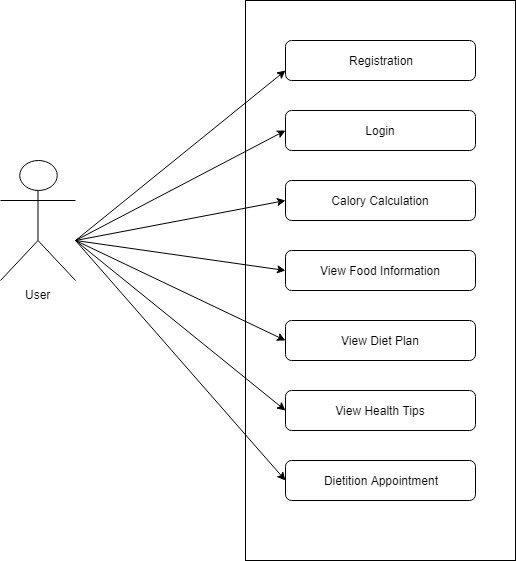 Registration
Login
Calory Calculation
View Food Information
User
View Diet Plan
View Health Tips
Dietition Appointment